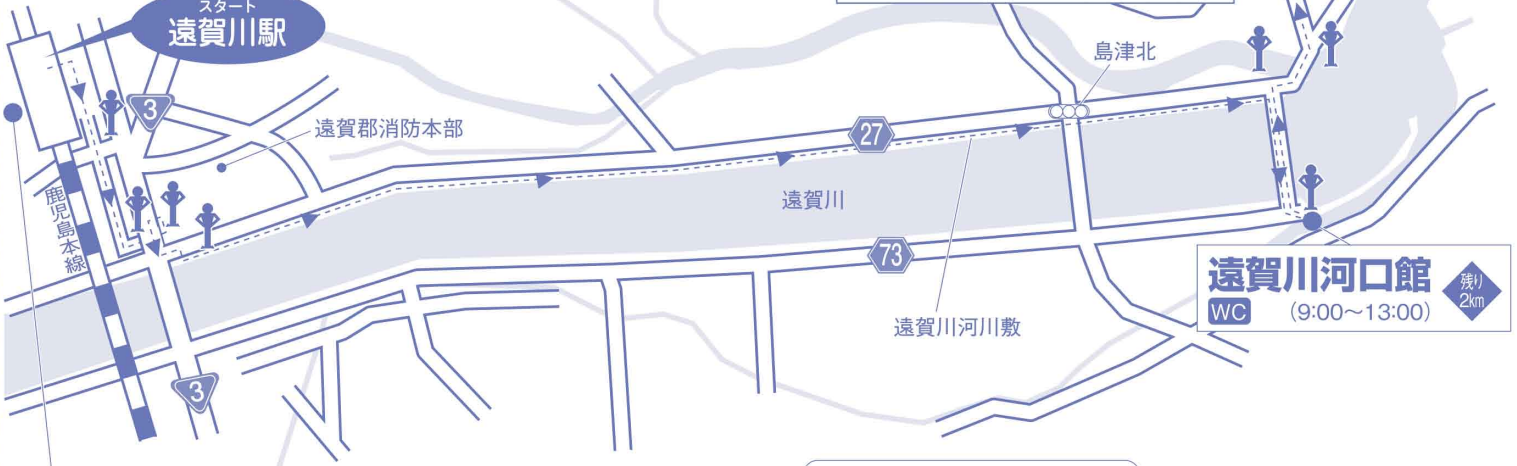 スタート
遠賀川駅
3
遠賀郡消防本部
鹿児島本線
島津北
27
遠賀川
73
遠賀川河川敷
3
遠賀川河口館
WC (9:00〜13:00)
残り
2km